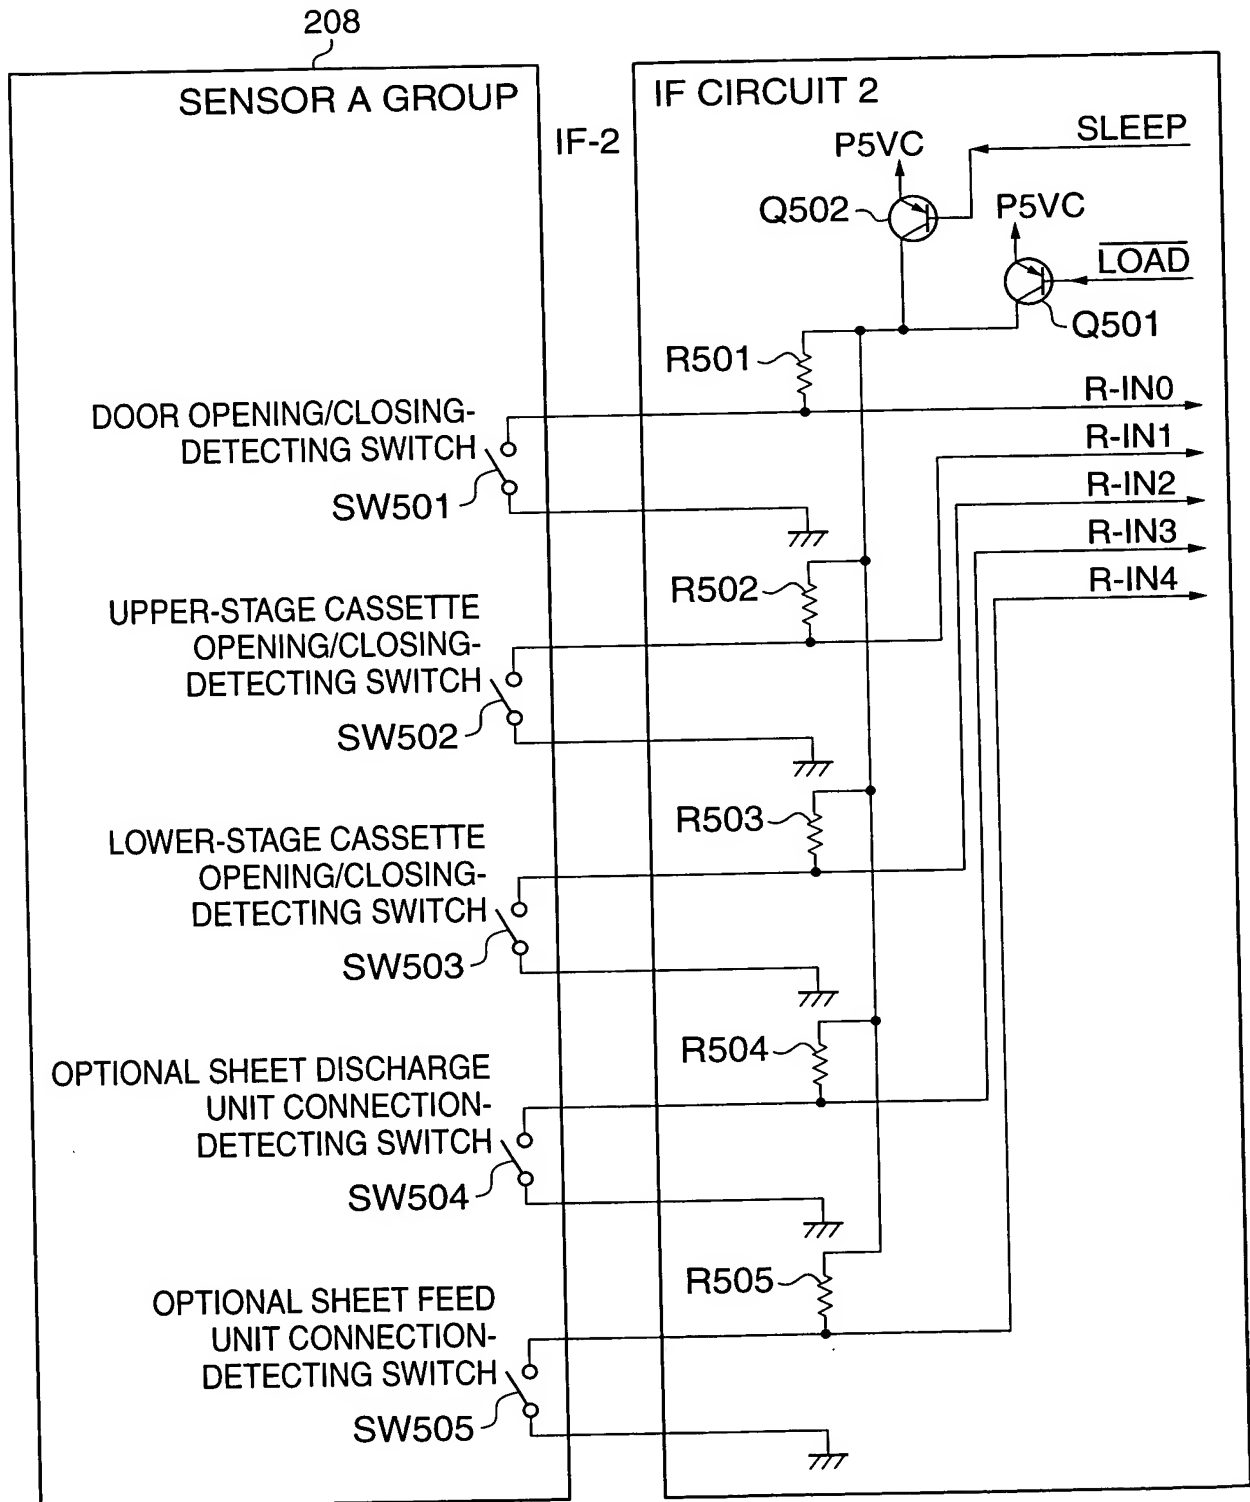 208
SENSOR A GROUP
IF-2
IF CIRCUIT 2
P5VC
SLEEP
Q502
P5VC
LOAD
Q501
R501
DOOR OPENING/CLOSING-
DETECTING SWITCH
SW501
R-IN0
R-IN1
R-IN2
R-IN3
R-IN4
R502
UPPER-STAGE CASSETTE
OPENING/CLOSING-
DETECTING SWITCH
SW502
R503
LOWER-STAGE CASSETTE
OPENING/CLOSING-
DETECTING SWITCH
SW503
R504
OPTIONAL SHEET DISCHARGE
UNIT CONNECTION-
DETECTING SWITCH
SW504
R505
OPTIONAL SHEET FEED
UNIT CONNECTION-
DETECTING SWITCH
SW505